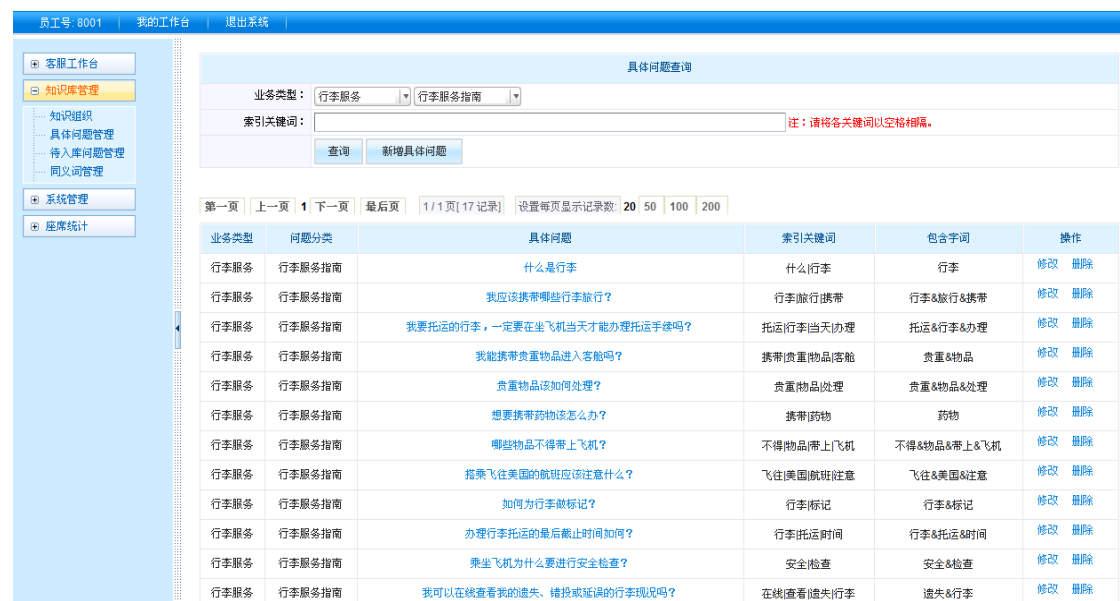 员工号: 8001 我的工作台 退出系统
客服工作台
知识库管理
知识组织
具体问题管理
待入库问题管理
同义词管理
系统管理
座席统计
具体问题查询
业务类型： 行李服务 行李服务指南
索引关键词： 注：请将各关键词以空格相隔。
查询 新增具体问题
第一页 上一页 1 下一页 最后页 1 / 1 页[ 17 记录] 设置每页显示记录数: 20 50 100 200
业务类型 问题分类 具体问题 索引关键词 包含字词 操作
行李服务 行李服务指南 什么是行李 什么|行李 行李 修改 删除
行李服务 行李服务指南 我应该携带哪些行李旅行？ 行李|旅行|携带 行李&旅行&携带 修改 删除
行李服务 行李服务指南 我要托运的行李，一定要在坐飞机当天才能办理托运手续吗？ 托运|行李|当天|办理 托运&行李&办理 修改 删除
行李服务 行李服务指南 我能携带贵重物品进入客舱吗？ 携带|贵重|物品|客舱 贵重&物品 修改 删除
行李服务 行李服务指南 贵重物品该如何处理？ 贵重|物品|处理 贵重&物品&处理 修改 删除
行李服务 行李服务指南 想要携带药物该怎么办？ 携带|药物 药物 修改 删除
行李服务 行李服务指南 哪些物品不得带上飞机？ 不得|物品|带上|飞机 不得&物品&带上&飞机 修改 删除
行李服务 行李服务指南 搭乘飞往美国的航班应该注意什么？ 飞往|美国|航班|注意 飞往&美国&注意 修改 删除
行李服务 行李服务指南 如何为行李做标记？ 行李|标记 行李&标记 修改 删除
行李服务 行李服务指南 办理行李托运的最后截止时间如何？ 行李|托运|时间 行李&托运&时间 修改 删除
行李服务 行李服务指南 乘坐飞机为什么要进行安全检查？ 安全|检查 安全&检查 修改 删除
行李服务 行李服务指南 我可以在线查看我的遗失、错投或延误的行李现况吗？ 在线|查看|遗失|行李 遗失&行李 修改 删除